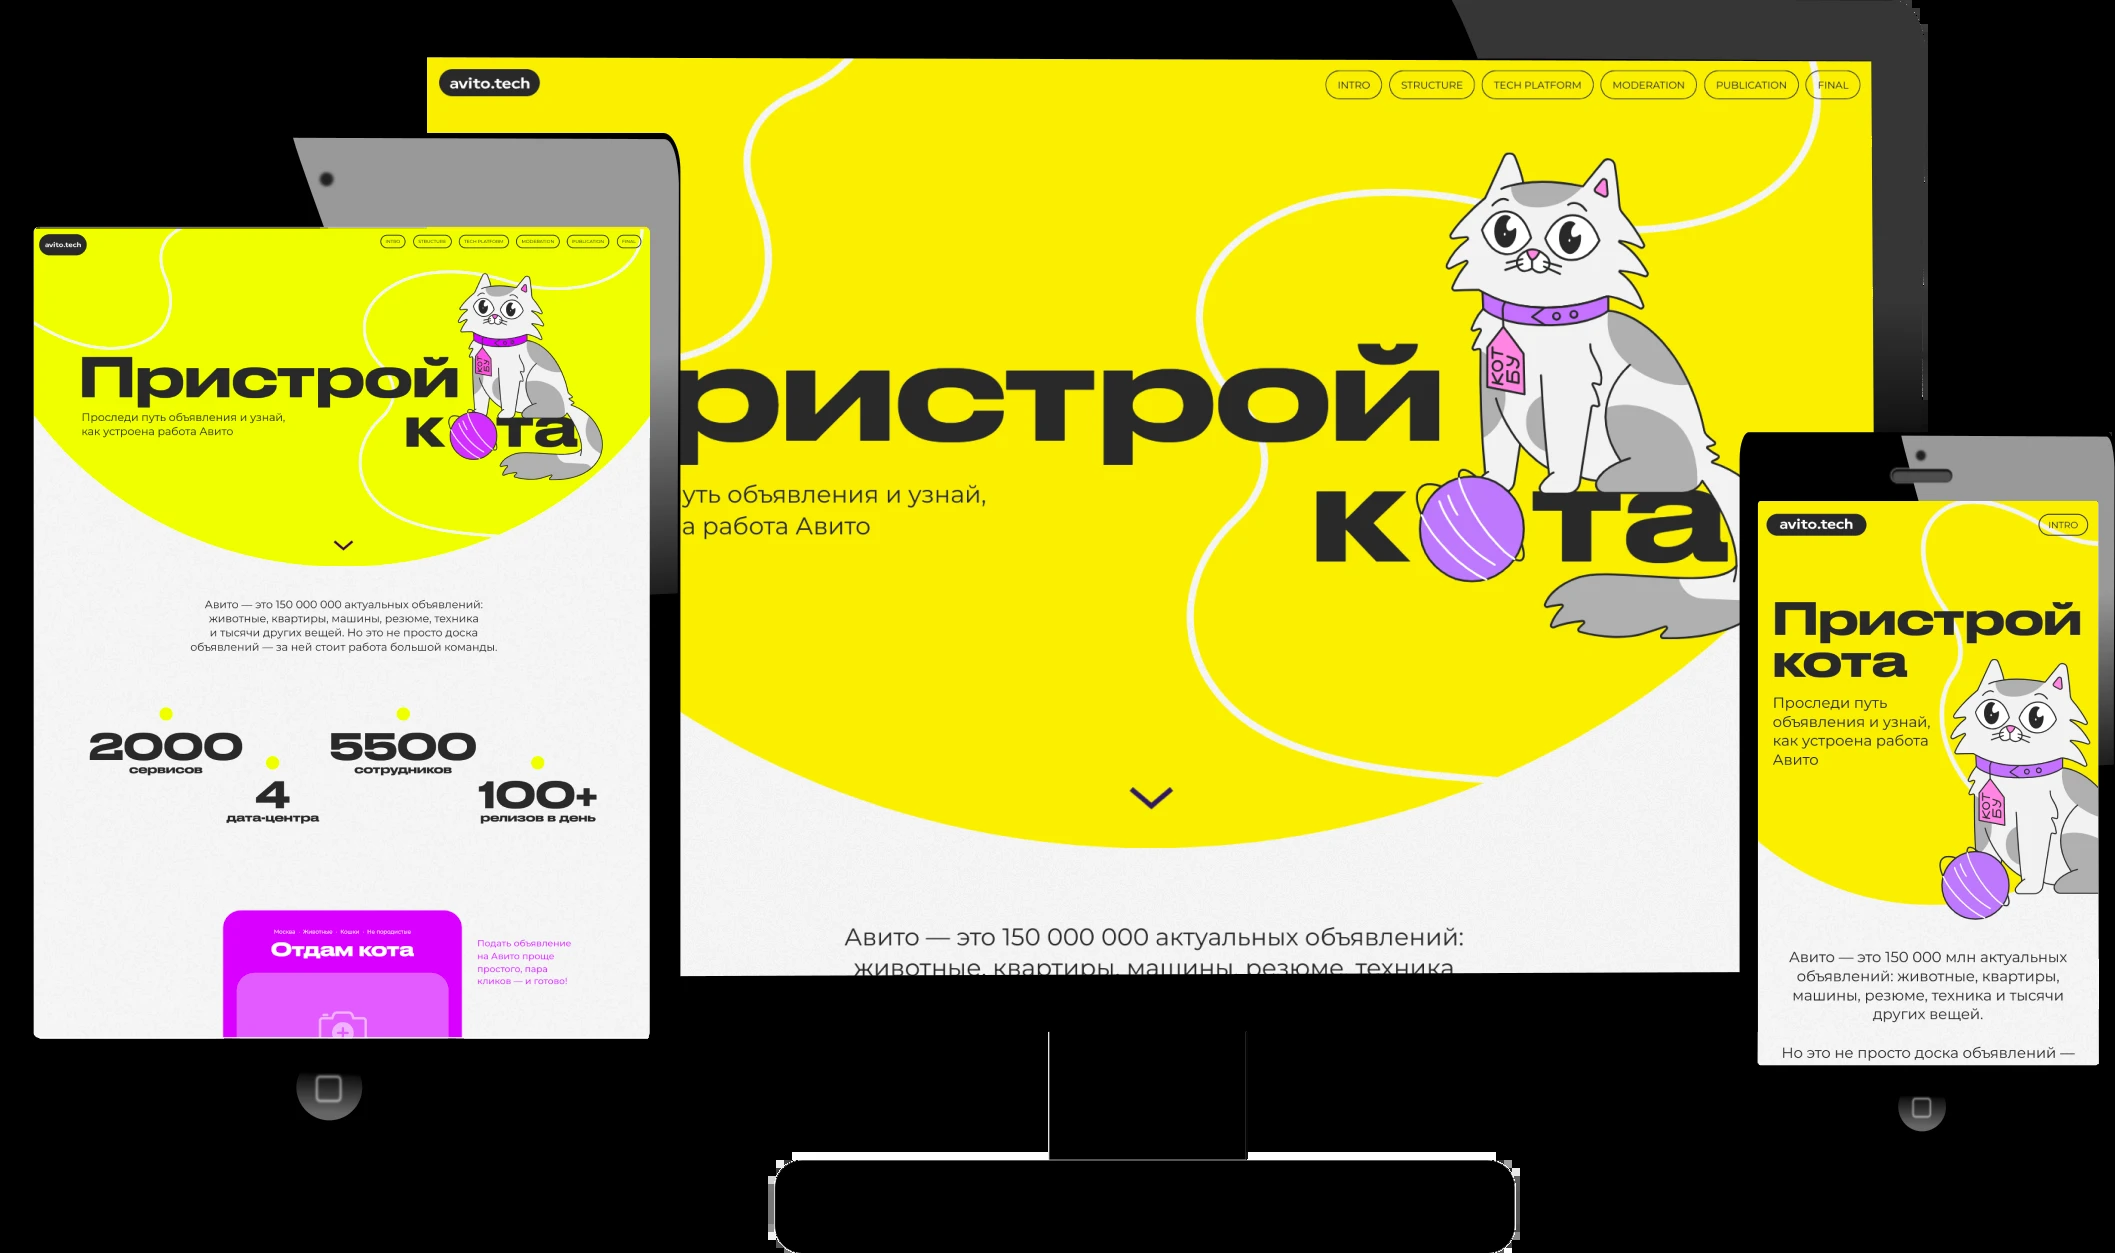 avito.tech
INTRO STRUCTURE TECH PLATFORM MODERATION PUBLICATION FINAL
ристрой
кота
КОТ
БУ
уть объявления и узнай,
а работа Авито
Авито — это 150 000 000 актуальных объявлений:
животные, квартиры, машины, резюме, техника
avito.tech
INTRO STRUCTURE TECH PLATFORM MODERATION PUBLICATION FINAL
Пристрой
кота
КОТ
БУ
Проследи путь объявления и узнай,
как устроена работа Авито
Авито — это 150 000 000 актуальных объявлений:
животные, квартиры, машины, резюме, техника
и тысячи других вещей. Но это не просто доска
объявлений — за ней стоит работа большой команды.
2000
сервисов
5500
сотрудников
4
дата-центра
100+
релизов в день
Москва · Животные · Кошки · Не породистые
Отдам кота
Подать объявление
на Авито проще
простого, пара
кликов — и готово!
avito.tech
INTRO
Пристрой
кота
Проследи путь
объявления и узнай,
как устроена работа
Авито
КОТ
БУ
Авито — это 150 000 млн актуальных
объявлений: животные, квартиры,
машины, резюме, техника и тысячи
других вещей.
Но это не просто доска объявлений —